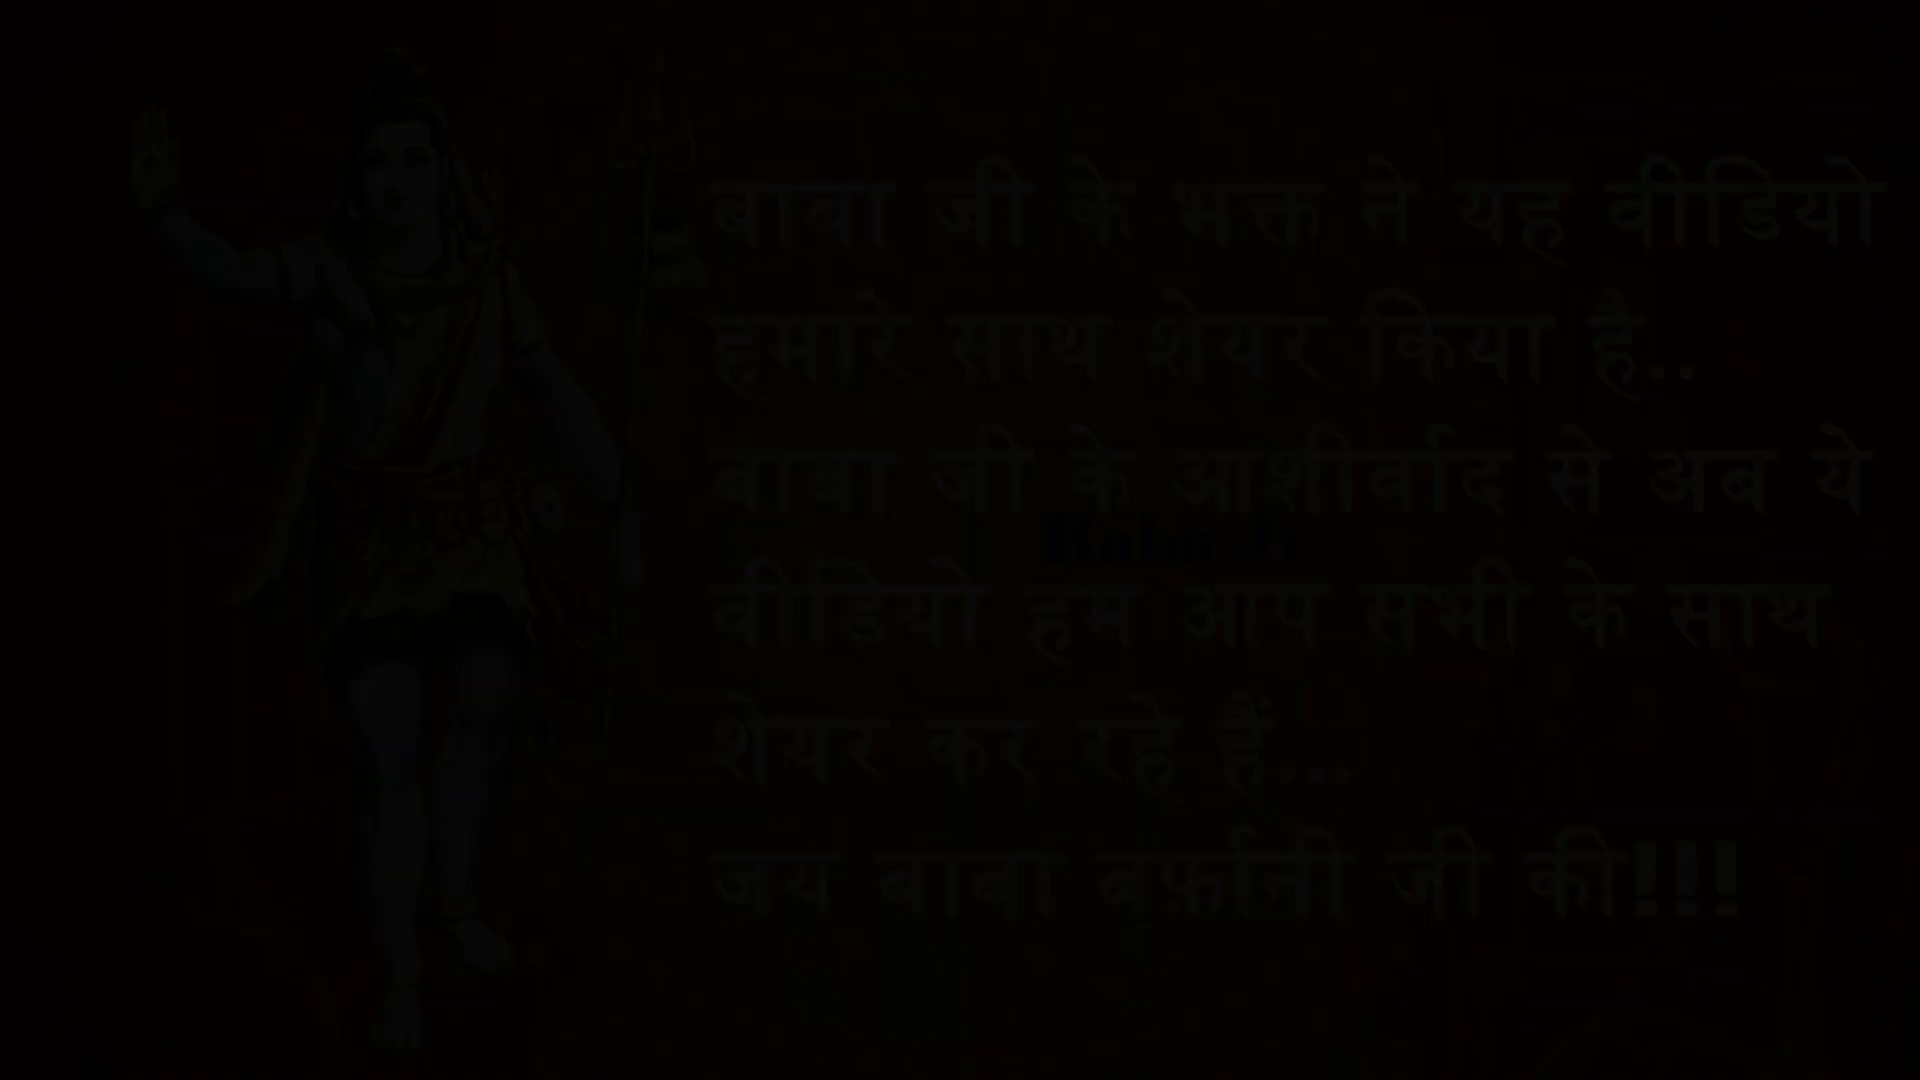 बाबा जी के भक्त ने यह वीडियो
हमारे साथ शेयर किया है..
बाबा जी के आशीर्वाद से अब ये
वीडियो हम आप सभी के साथ
शेयर कर रहे हैं...
जय बाबा बर्फ़ानी जी की!!!